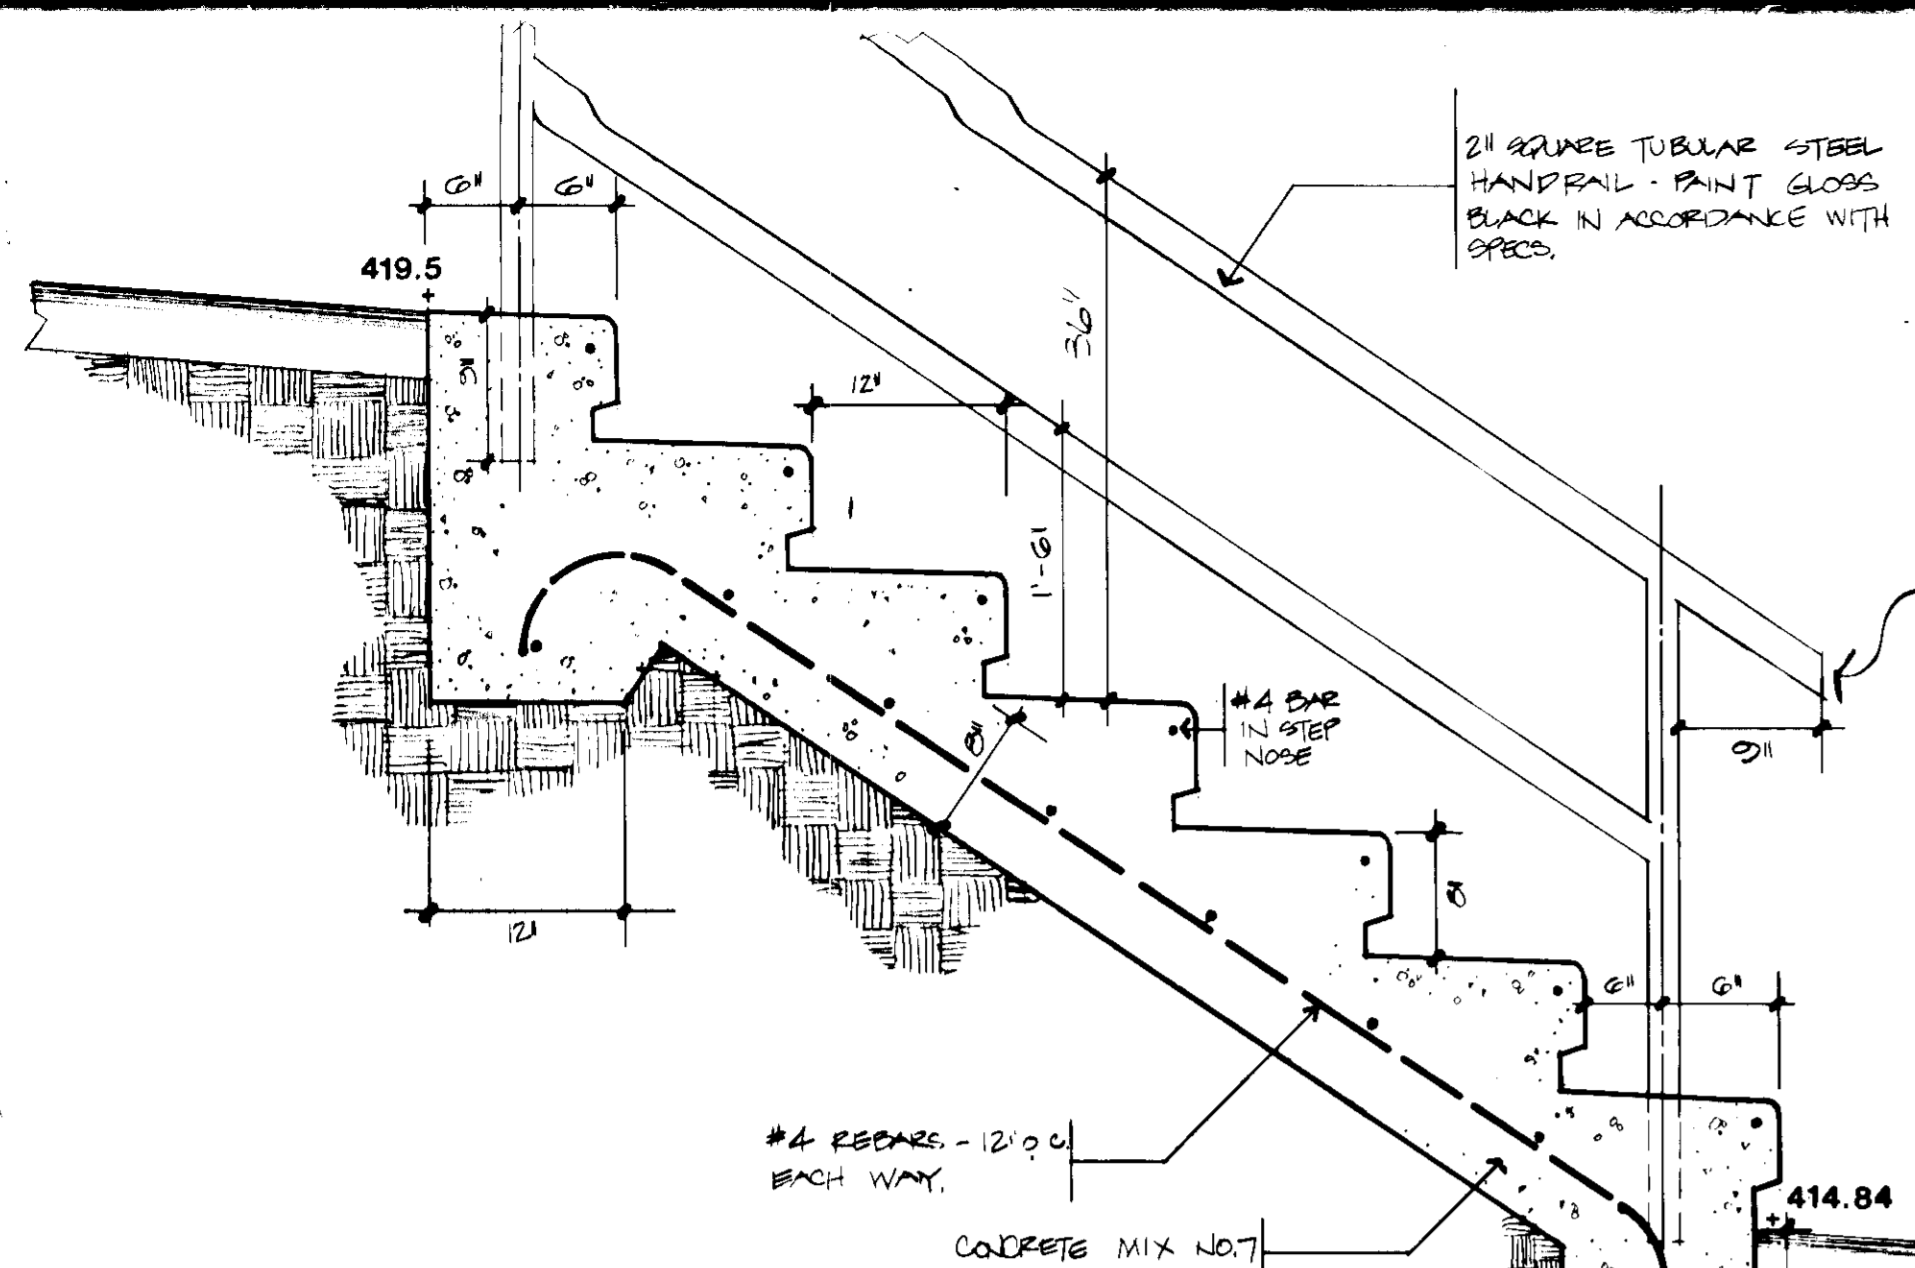 2" SQUARE TUBULAR STEEL
HANDRAIL - PAINT GLOSS
BLACK IN ACCORDANCE WITH
SPECS.
6" 6"
419.5
36"
12"
1'-6"
#4 BAR
IN STEP
NOSE
8"
9"
8"
12"
6" 6"
#4 REBARS - 12" O.C.
EACH WAY.
414.84
CONCRETE MIX NO.7